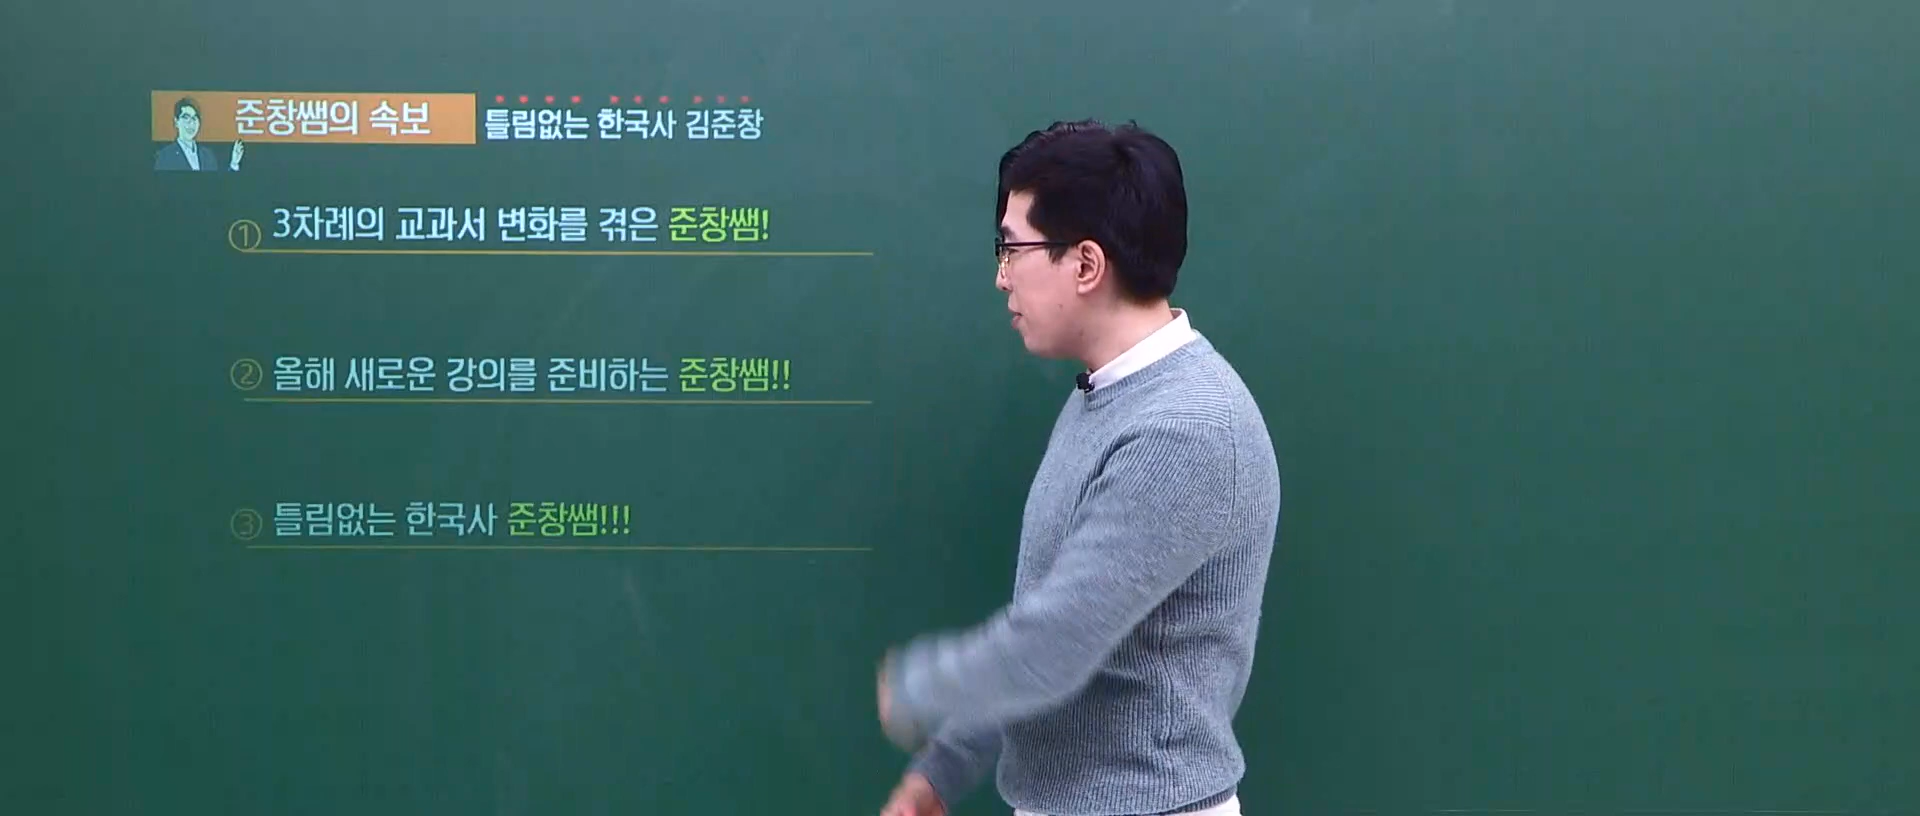 준창쌤의 속보 틀림없는 한국사 김준창
① 3차례의 교과서 변화를 겪은 준창쌤!
② 올해 새로운 강의를 준비하는 준창쌤!!
③ 틀림없는 한국사 준창쌤!!!